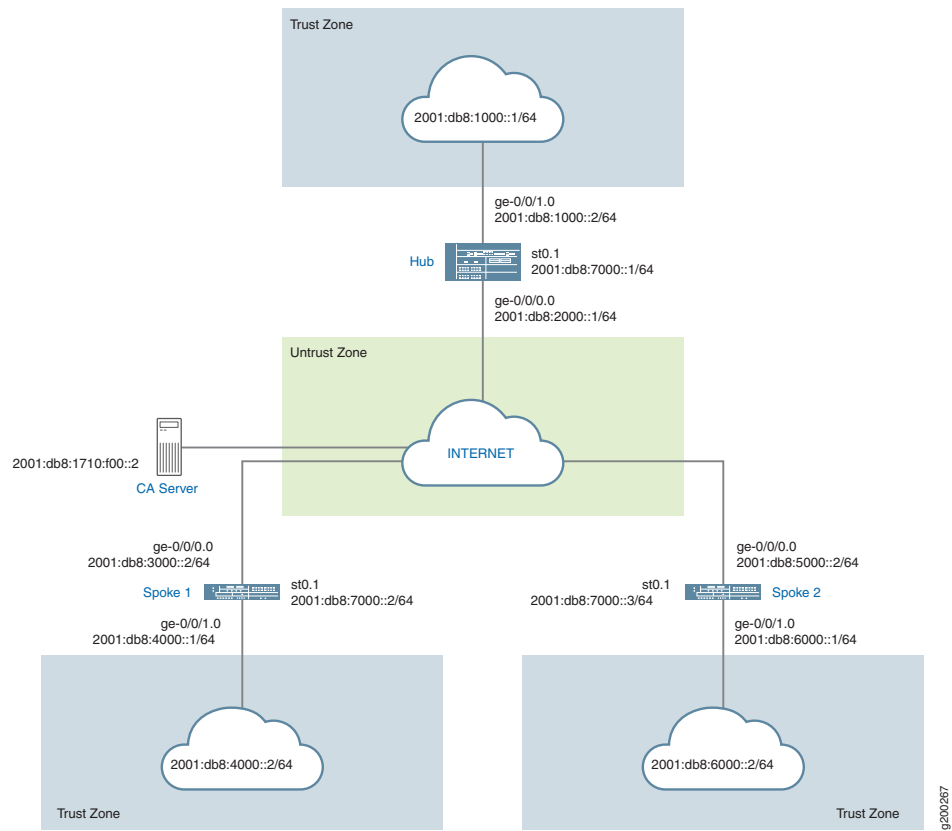 Trust Zone
2001:db8:1000::1/64
ge-0/0/1.0
2001:db8:1000::2/64
Hub
st0.1
2001:db8:7000::1/64
ge-0/0/0.0
2001:db8:2000::1/64
Untrust Zone
INTERNET
2001:db8:1710:f00::2
CA Server
ge-0/0/0.0
2001:db8:3000::2/64
Spoke 1
st0.1
2001:db8:7000::2/64
ge-0/0/1.0
2001:db8:4000::1/64
ge-0/0/0.0
2001:db8:5000::2/64
st0.1
2001:db8:7000::3/64
Spoke 2
ge-0/0/1.0
2001:db8:6000::1/64
2001:db8:4000::2/64
Trust Zone
2001:db8:6000::2/64
Trust Zone
g200267